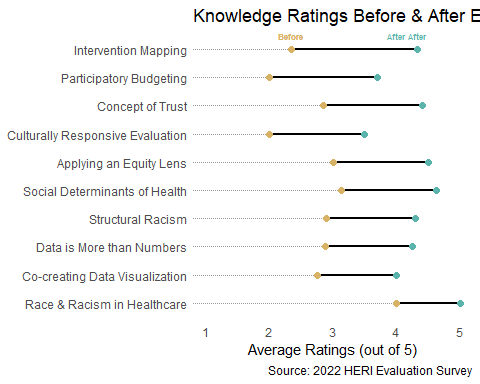 Knowledge Ratings Before & After E
Before After After
Intervention Mapping
Participatory Budgeting
Concept of Trust
Culturally Responsive Evaluation
Applying an Equity Lens
Social Determinants of Health
Structural Racism
Data is More than Numbers
Co-creating Data Visualization
Race & Racism in Healthcare
1 2 3 4 5
Average Ratings (out of 5)
Source: 2022 HERI Evaluation Survey